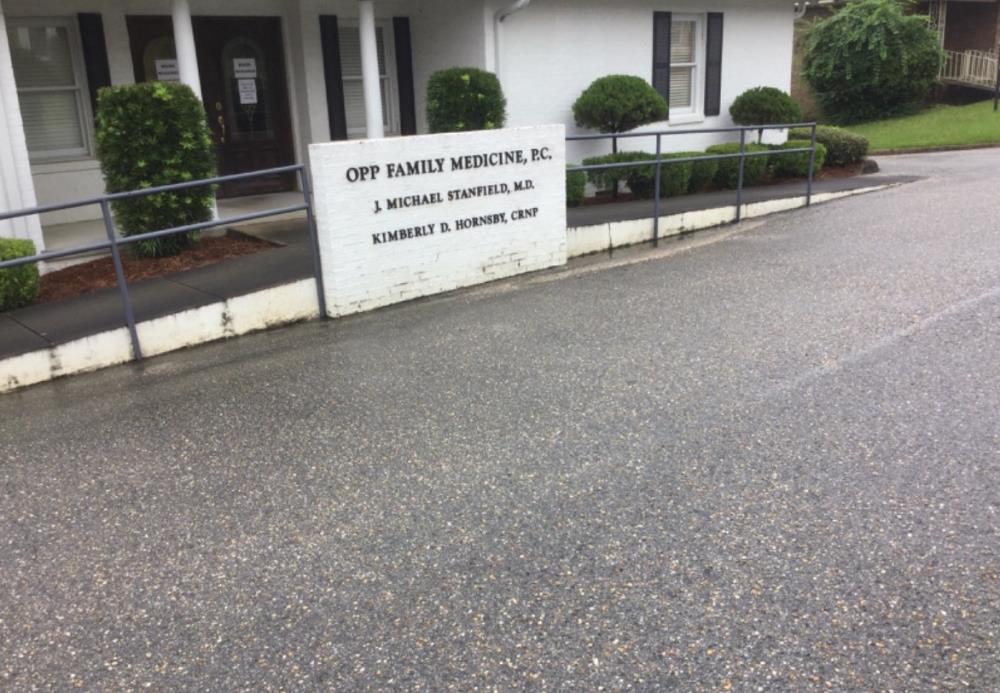 OPP FAMILY MEDICINE, P.C.
J. MICHAEL STANFIELD, M.D.
KIMBERLY D. HORNSBY, CRNP